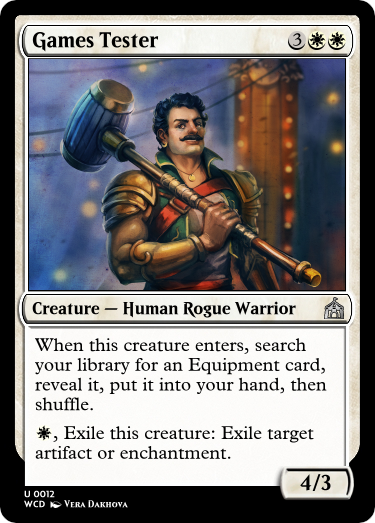 Games Tester 3
Creature — Human Rogue Warrior
When this creature enters, search
your library for an Equipment card,
reveal it, put it into your hand, then
shuffle.
, Exile this creature: Exile target
artifact or enchantment.
4/3
U 0012
WCD Vera Dakhova